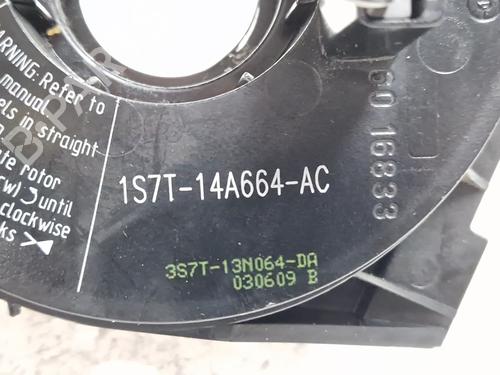 WARNING: Refer to
manual
els in straight
te rotor
cw) until
clockwise
ks
1S7T-14A664-AC
3S7T-13N064-DA
030609 B
60 16833